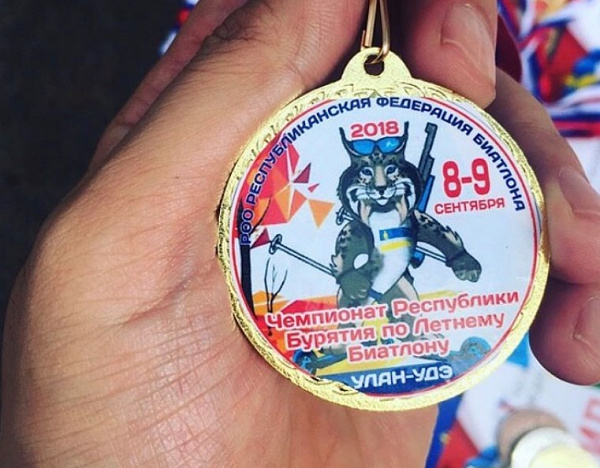 РОО РЕСПУБЛИКАНСКАЯ ФЕДЕРАЦИЯ БИАТЛОНА
2018
8-9
СЕНТЯБРЯ
Чемпионат Республики
Бурятия по Летнему
Биатлону
УЛАН-УДЭ